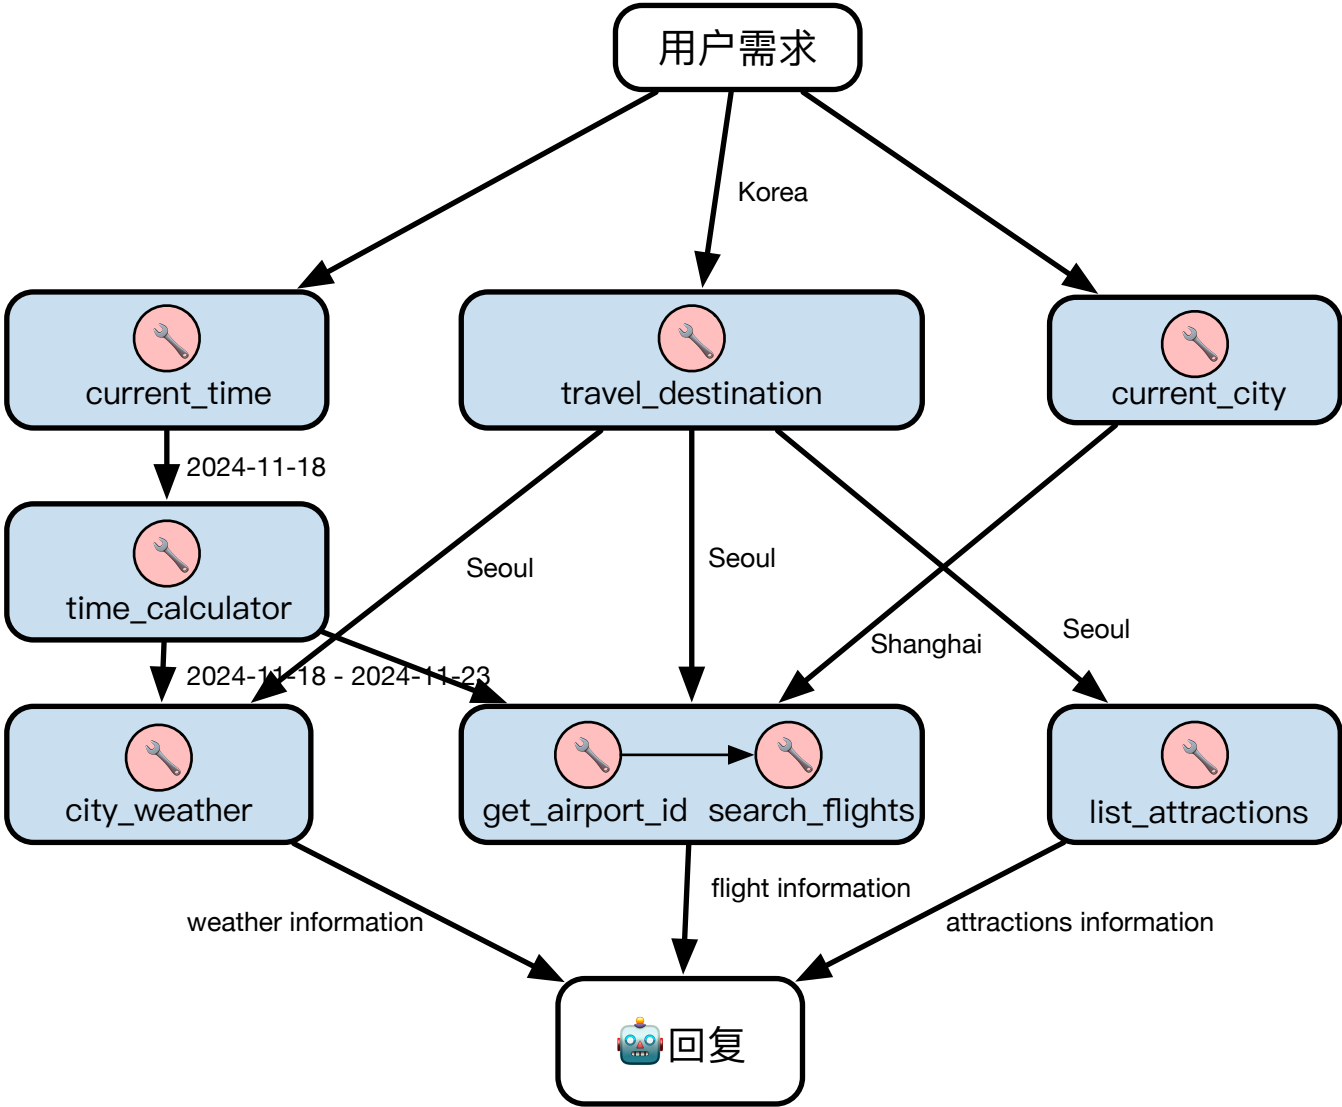 用户需求
Korea
current_time
travel_destination
current_city
2024-11-18
Seoul
Seoul
time_calculator
Seoul
Shanghai
2024-11-18 - 2024-11-23
city_weather
get_airport_id
search_flights
list_attractions
flight information
weather information
attractions information
回复